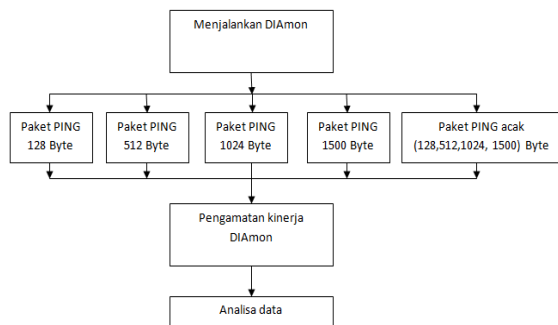 Menjalankan DIAmon
Paket PING
128 Byte
Paket PING
512 Byte
Paket PING
1024 Byte
Paket PING
1500 Byte
Paket PING acak
(128,512,1024, 1500) Byte
Pengamatan kinerja
DIAmon
Analisa data